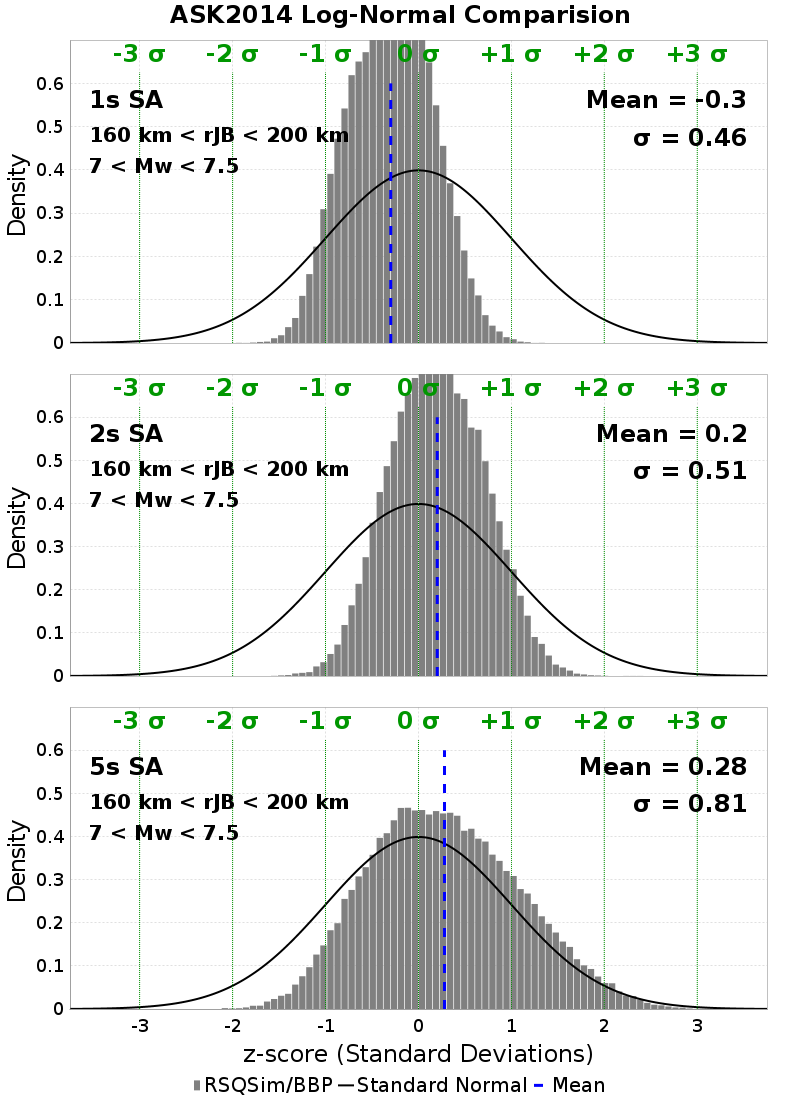 ASK2014 Log-Normal Comparision
-3 σ -2 σ -1 σ 0 σ +1 σ +2 σ +3 σ
0.6
1s SA Mean = -0.3
0.5
160 km < rJB < 200 km σ = 0.46
0.4
7 < Mw < 7.5
0.3
0.2
0.1
0
Density
-3 σ -2 σ -1 σ 0 σ +1 σ +2 σ +3 σ
0.6
2s SA Mean = 0.2
0.5
160 km < rJB < 200 km σ = 0.51
0.4
7 < Mw < 7.5
0.3
0.2
0.1
0
Density
-3 σ -2 σ -1 σ 0 σ +1 σ +2 σ +3 σ
0.6
5s SA Mean = 0.28
0.5
160 km < rJB < 200 km σ = 0.81
0.4
7 < Mw < 7.5
0.3
0.2
0.1
0
Density
-3 -2 -1 0 1 2 3
z-score (Standard Deviations)
RSQSim/BBP Standard Normal Mean